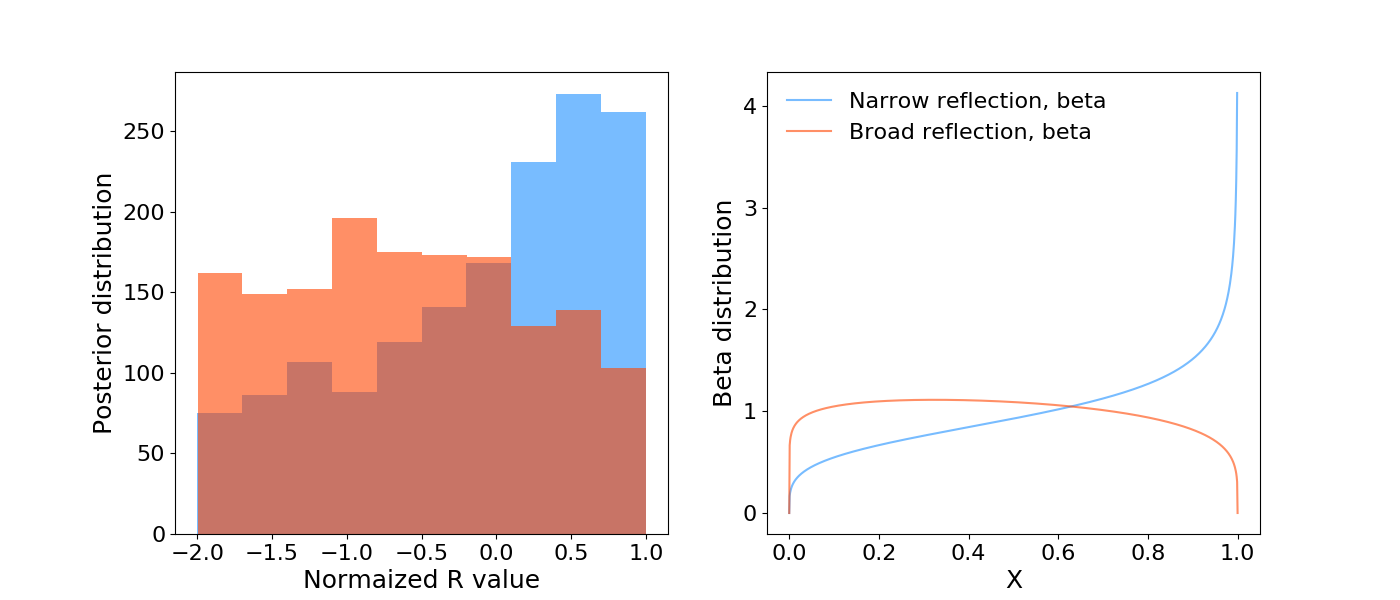 Posterior distribution
250
200
150
100
50
0
−2.0 −1.5 −1.0 −0.5 0.0 0.5 1.0
Normaized R value
Beta distribution
4
3
2
1
0
0.0 0.2 0.4 0.6 0.8 1.0
X
Narrow reflection, beta
Broad reflection, beta